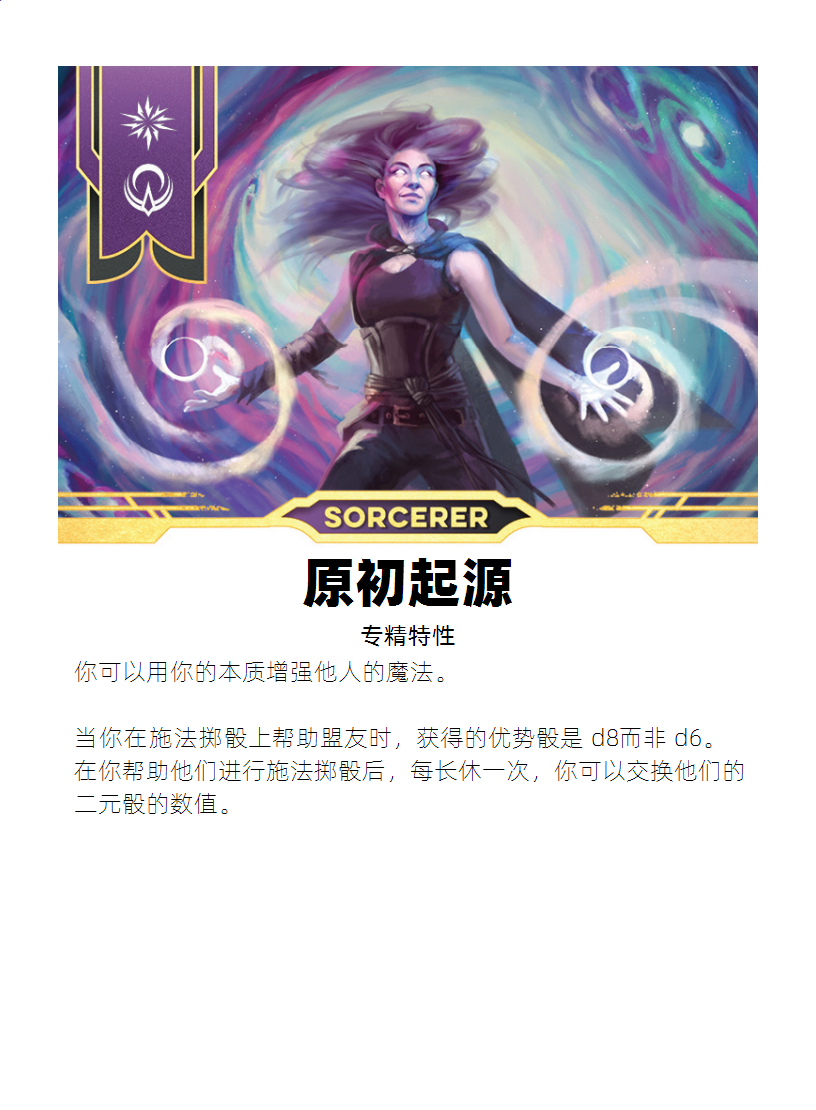 SORCERER
原初起源
专精特性
你可以用你的本质增强他人的魔法。
当你在施法掷骰上帮助盟友时，获得的优势骰是 d8而非 d6。
在你帮助他们进行施法掷骰后，每长休一次，你可以交换他们的
二元骰的数值。